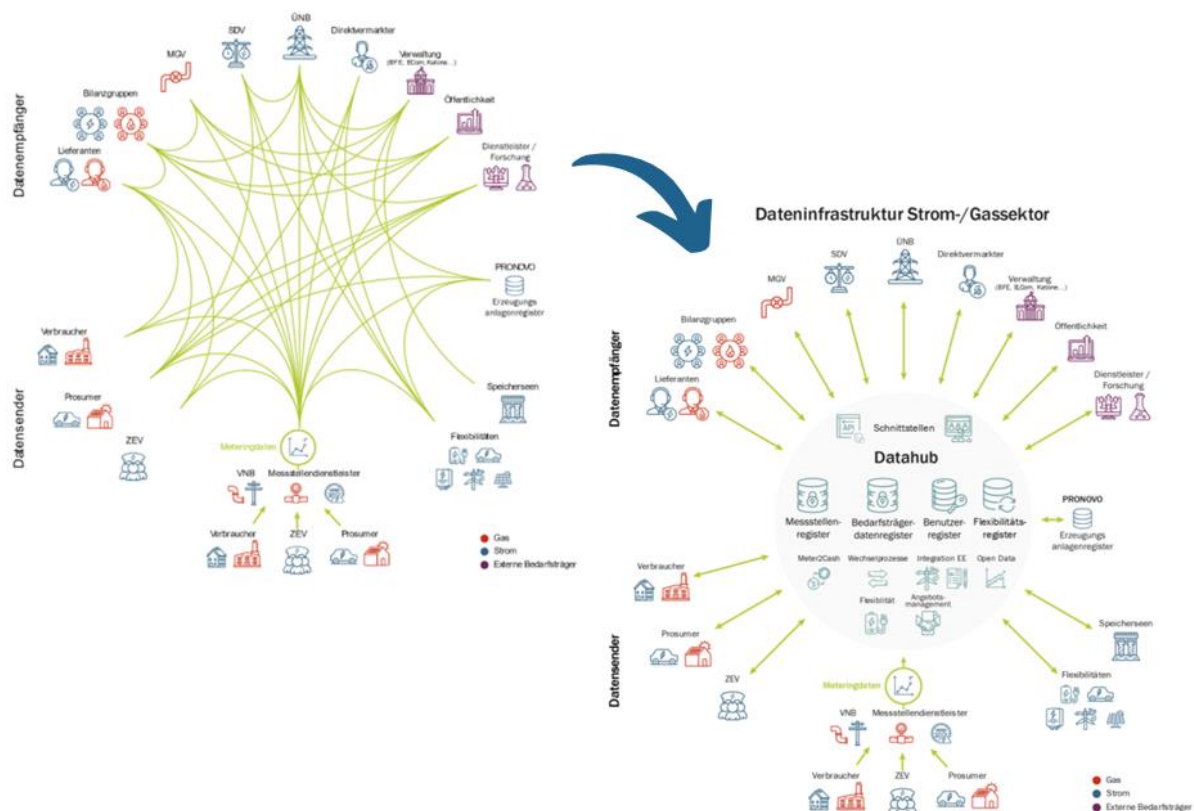 ÜNB
SDV
Direktvermarkter
MGV
Verwaltung
(BFE, ECom, Katone...)
Bilanzgruppen
Öffentlichkeit
Lieferanten
Dienstleister /
Forschung
Datenempfänger
PRONOVO
Erzeugungs
anlagenregister
Verbraucher
Prosumer
Speicherseen
ZEV
Datensender
Meteringdaten
Flexibilitäten
VNB
Messstellendienstleister
Verbraucher
ZEV
Prosumer
Gas
Strom
Externe Bedarfsträger
Dateninfrastruktur Strom-/Gassektor
ÜNB
SDV
Direktvermarkter
MGV
Verwaltung
Bilanzgruppen
Öffentlichkeit
Lieferanten
Dienstleister /
Forschung
Datenempfänger
API
Schnittstellen
Datahub
Messstellen-
register
Bedarfsträger-
datenregister
Benutzer-
register
Flexibilitäts-
register
PRONOVO
Erzeugungs
anlagenregister
Meter2Cash
Wechselprozesse
Integration EE
Open Data
Flexiblität
Angebots-
management
Verbraucher
Prosumer
Speicherseen
ZEV
Datensender
Meteringdaten
Flexibilitäten
VNB
Messstellendienstleister
Verbraucher
ZEV
Prosumer
Gas
Strom
Externe Bedarfsträger